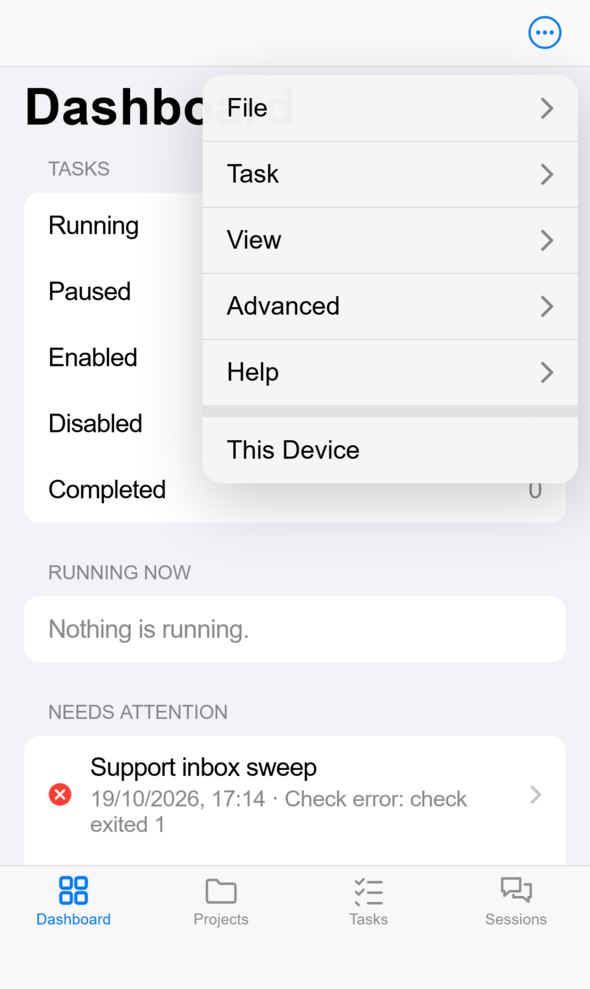 Dashboard
File
Task
View
Advanced
Help
This Device
TASKS
Running
Paused
Enabled
Disabled
Completed
0
RUNNING NOW
Nothing is running.
NEEDS ATTENTION
Support inbox sweep
19/10/2026, 17:14 · Check error: check
exited 1
Dashboard
Projects
Tasks
Sessions